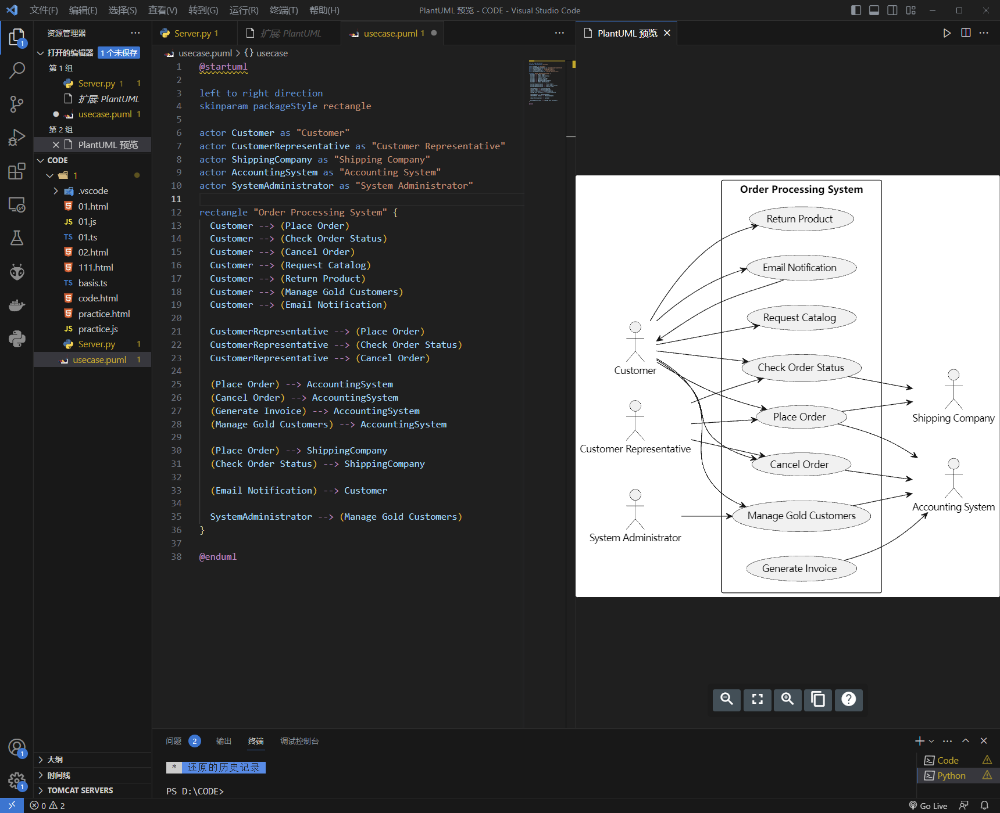 文件(F) 编辑(E) 选择(S) 查看(V) 转到(G) 运行(R) 终端(T) 帮助(H)
PlantUML 预览 - CODE - Visual Studio Code
资源管理器
打开的编辑器 1 个未保存
第 1 组
Server.py 1 1
扩展: PlantUML
usecase.puml 1
第 2 组
PlantUML 预览
CODE
1
.vscode
01.html
JS 01.js
TS 01.ts
02.html
111.html
TS basis.ts
code.html
practice.html
JS practice.js
Server.py 1
usecase.puml 1
大纲
时间线
TOMCAT SERVERS
Server.py 1
扩展: PlantUML
usecase.puml 1
usecase.puml > {} usecase
1 @startuml
2
3 left to right direction
4 skinparam packageStyle rectangle
5
6 actor Customer as "Customer"
7 actor CustomerRepresentative as "Customer Representative"
8 actor ShippingCompany as "Shipping Company"
9 actor AccountingSystem as "Accounting System"
10 actor SystemAdministrator as "System Administrator"
11
12 rectangle "Order Processing System" {
13 Customer --> (Place Order)
14 Customer --> (Check Order Status)
15 Customer --> (Cancel Order)
16 Customer --> (Request Catalog)
17 Customer --> (Return Product)
18 Customer --> (Manage Gold Customers)
19 Customer --> (Email Notification)
20
21 CustomerRepresentative --> (Place Order)
22 CustomerRepresentative --> (Check Order Status)
23 CustomerRepresentative --> (Cancel Order)
24
25 (Place Order) --> AccountingSystem
26 (Cancel Order) --> AccountingSystem
27 (Generate Invoice) --> AccountingSystem
28 (Manage Gold Customers) --> AccountingSystem
29
30 (Place Order) --> ShippingCompany
31 (Check Order Status) --> ShippingCompany
32
33 (Email Notification) --> Customer
34
35 SystemAdministrator --> (Manage Gold Customers)
36 }
37
38 @enduml
PlantUML 预览
Order Processing System
Return Product
Email Notification
Request Catalog
Check Order Status
Place Order
Cancel Order
Manage Gold Customers
Generate Invoice
Customer
Customer Representative
System Administrator
Shipping Company
Accounting System
问题 2 输出 终端 调试控制台
* 还原的历史记录
PS D:\CODE>
Code
Python
1
1
1
0 2
Go Live